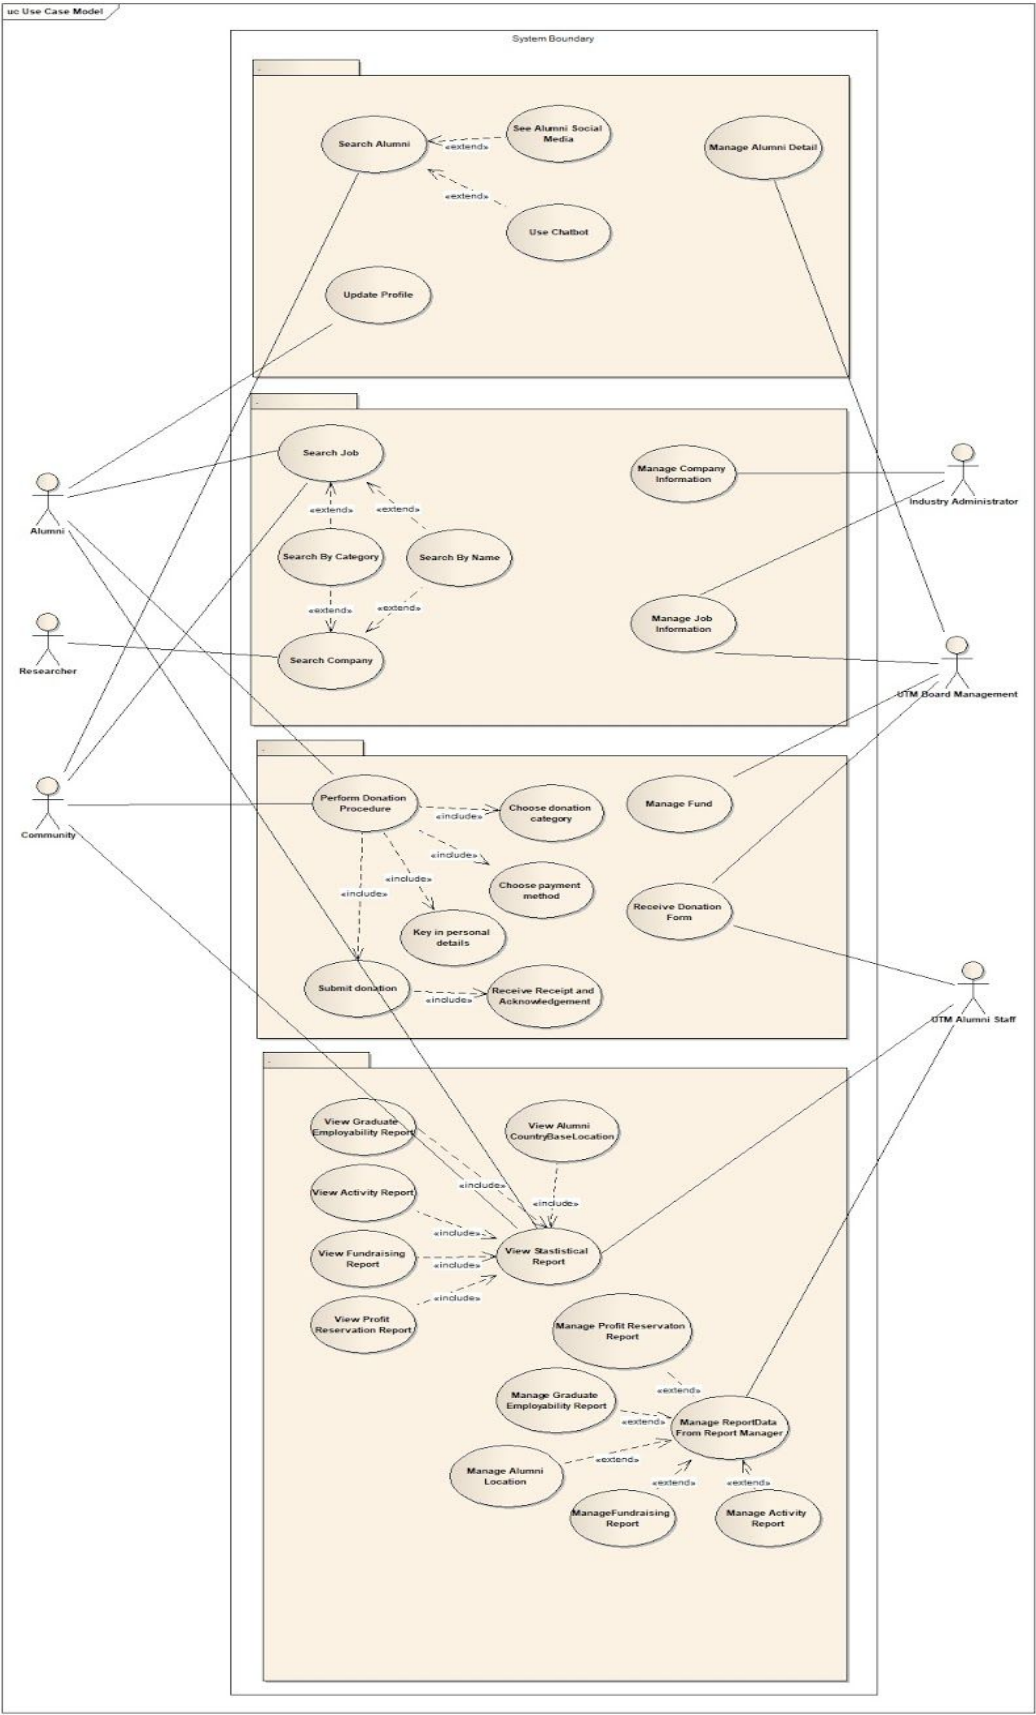 uc Use Case Model
System Boundary
Search Alumni
«extend»
See Alumni Social
Media
Manage Alumni Detail
«extend»
Use Chatbot
Update Profile
Search Job
Manage Company
Information
«extend»
«extend»
Search By Category
Search By Name
«extend»
«extend»
Manage Job
Information
Search Company
Alumni
Researcher
Community
Industry Administrator
UTM Board Management
UTM Alumni Staff
Perform Donation
Procedure
«include»
Choose donation
category
Manage Fund
«include»
Choose payment
method
«include»
«include»
Key in personal
details
Receive Donation
Form
Submit donation
«include»
Receive Receipt and
Acknowledgement
View Graduate
Employability Report
View Alumni
CountryBaseLocation
«include»
«include»
View Activity Report
«include»
View Fundraising
Report
«include»
View Stastistical
Report
«include»
View Profit
Reservation Report
Manage Profit Reservaton
Report
«extend»
Manage Graduate
Employability Report
«extend»
Manage ReportData
From Report Manager
Manage Alumni
Location
«extend»
«extend»
«extend»
ManageFundraising
Report
Manage Activity
Report